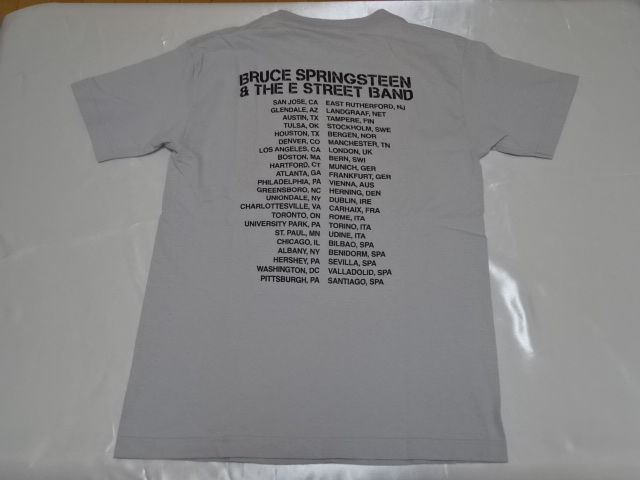 BRUCE SPRINGSTEEN
& THE E STREET BAND
SAN JOSE, CA EAST RUTHERFORD, NJ
GLENDALE, AZ LANDGRAAF, NET
AUSTIN, TX TAMPERE, FIN
TULSA, OK STOCKHOLM, SWE
HOUSTON, TX BERGEN, NOR
DENVER, CO MANCHESTER, TN
LOS ANGELES, CA LONDON, UK
BOSTON, MA BERN, SWI
HARTFORD, CT MUNICH, GER
ATLANTA, GA FRANKFURT, GER
PHILADELPHIA, PA VIENNA, AUS
GREENSBORO, NC HERNING, DEN
UNIONDALE, NY DUBLIN, IRE
CHARLOTTESVILLE, VA CARHAIX, FRA
TORONTO, ON ROME, ITA
UNIVERSITY PARK, PA TORINO, ITA
ST. PAUL, MN UDINE, ITA
CHICAGO, IL BILBAO, SPA
ALBANY, NY BENIDORM, SPA
HERSHEY, PA SEVILLA, SPA
WASHINGTON, DC VALLADOLID, SPA
PITTSBURGH, PA SANTIAGO, SPA